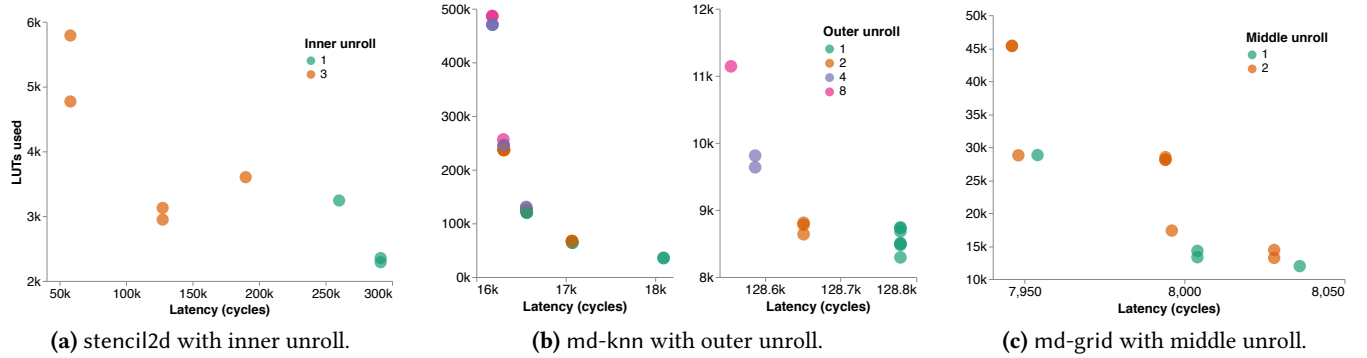 6k
5k
4k
3k
2k
LUTs used
50k 100k 150k 200k 250k 300k
Latency (cycles)
Inner unroll
1
3
(a) stencil2d with inner unroll.
500k
400k
300k
200k
100k
0k
16k 17k 18k
Latency (cycles)
12k
11k
10k
9k
8k
128.6k 128.7k 128.8k
Latency (cycles)
Outer unroll
1
2
4
8
(b) md-knn with outer unroll.
50k
45k
40k
35k
30k
25k
20k
15k
10k
7,950 8,000 8,050
Latency (cycles)
Middle unroll
1
2
(c) md-grid with middle unroll.